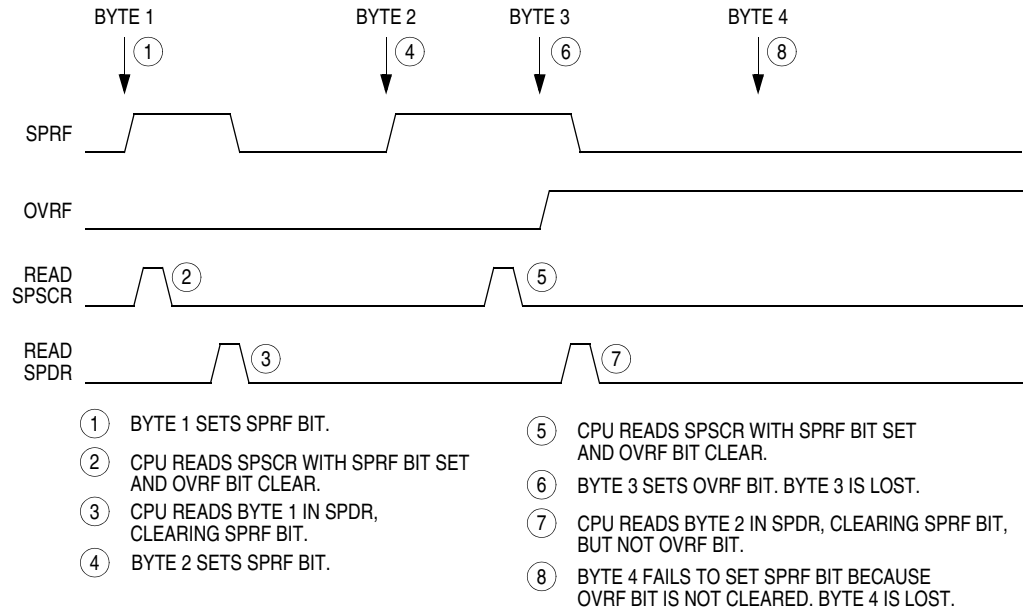 BYTE 1 BYTE 2 BYTE 3 BYTE 4
1 4 6 8
SPRF
OVRF
READ
SPSCR
2 5
READ
SPDR
3 7
1 BYTE 1 SETS SPRF BIT.
2 CPU READS SPSCR WITH SPRF BIT SET
AND OVRF BIT CLEAR.
3 CPU READS BYTE 1 IN SPDR,
CLEARING SPRF BIT.
4 BYTE 2 SETS SPRF BIT.
5 CPU READS SPSCR WITH SPRF BIT SET
AND OVRF BIT CLEAR.
6 BYTE 3 SETS OVRF BIT. BYTE 3 IS LOST.
7 CPU READS BYTE 2 IN SPDR, CLEARING SPRF BIT,
BUT NOT OVRF BIT.
8 BYTE 4 FAILS TO SET SPRF BIT BECAUSE
OVRF BIT IS NOT CLEARED. BYTE 4 IS LOST.